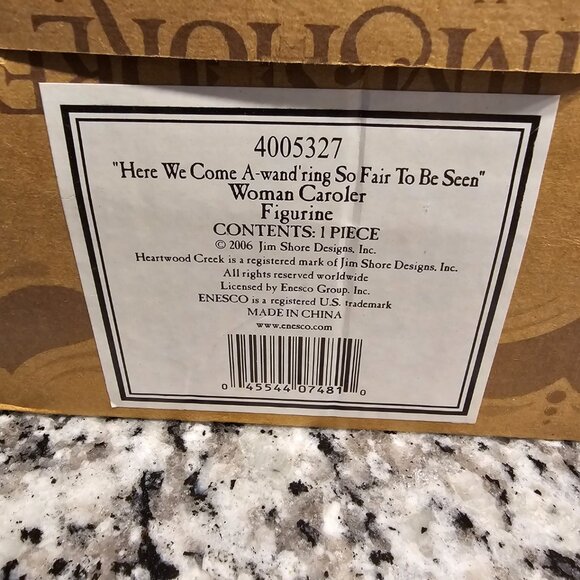 4005327
"Here We Come A-wand'ring So Fair To Be Seen"
Woman Caroler
Figurine
CONTENTS: 1 PIECE
© 2006 Jim Shore Designs, Inc.
Heartwood Creek is a registered mark of Jim Shore Designs, Inc.
All rights reserved worldwide
Licensed by Enesco Group, Inc.
ENESCO is a registered U.S. trademark
MADE IN CHINA
www.enesco.com
0 45544 07481 0